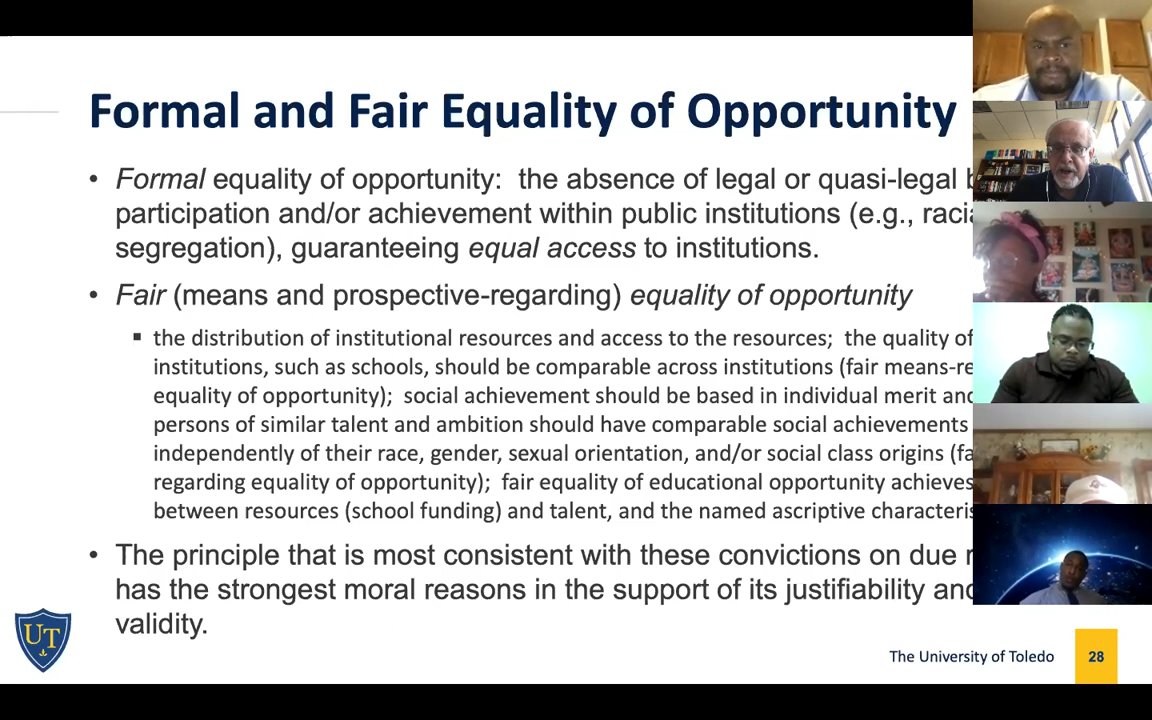 Formal and Fair Equality of Opportunity
• Formal equality of opportunity: the absence of legal or quasi-legal
participation and/or achievement within public institutions (e.g.,
segregation), guaranteeing equal access to institutions.
• Fair (means and prospective-regarding) equality of opportunity
▪ the distribution of institutional resources and access to the resources; the quality of
institutions, such as schools, should be comparable across institutions (fair
equality of opportunity); social achievement should be based in individual merit
persons of similar talent and ambition should have comparable social achievements
independently of their race, gender, sexual orientation, and/or social class origins
regarding equality of opportunity); fair equality of educational opportunity
between resources (school funding) and talent, and the named ascriptive
• The principle that is most consistent with these convictions on due
has the strongest moral reasons in the support of its justifiability
validity.
UT
The University of Toledo
28